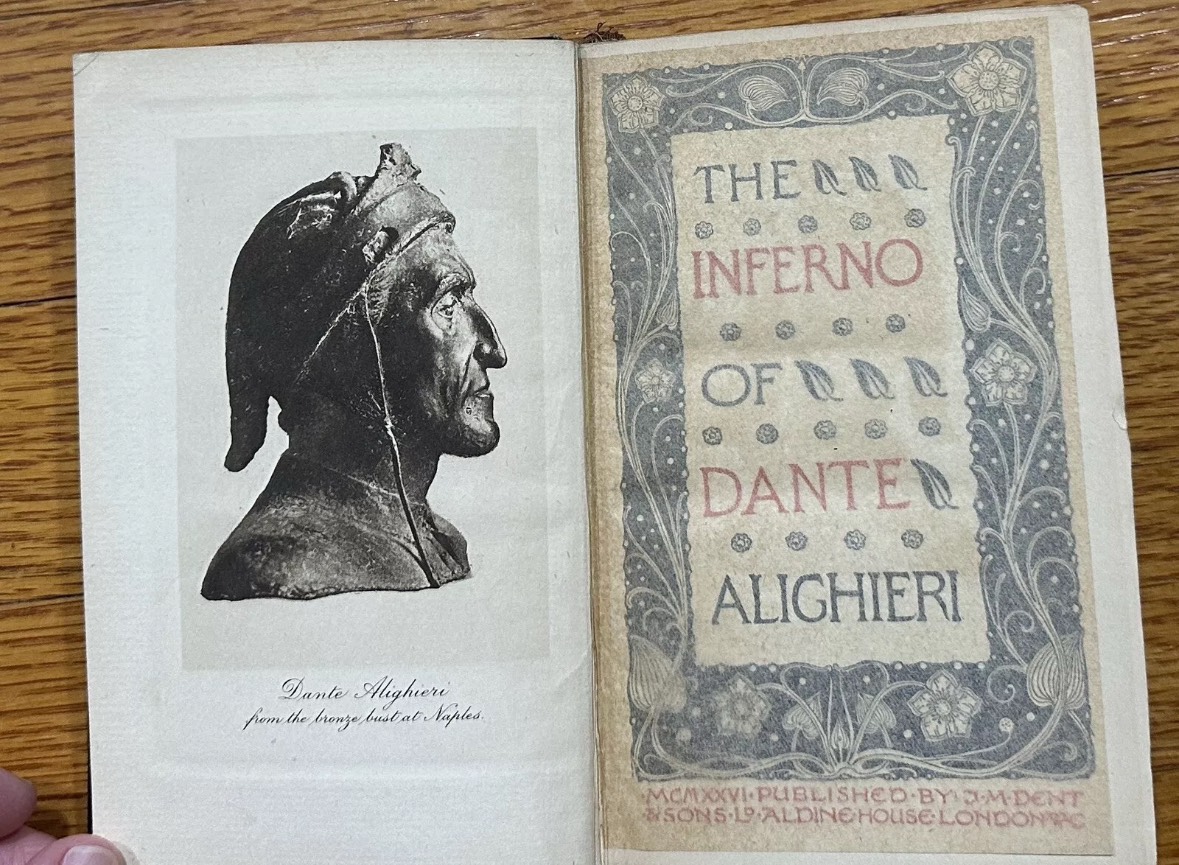 Dante Alighieri
from the bronze bust at Naples.
THE
INFERNO
OF
DANTE
ALIGHIERI
·MCMXXVI·PUBLISHED·BY·J·M·DENT
&SONS·LD·ALDINE·HOUSE·LONDON·